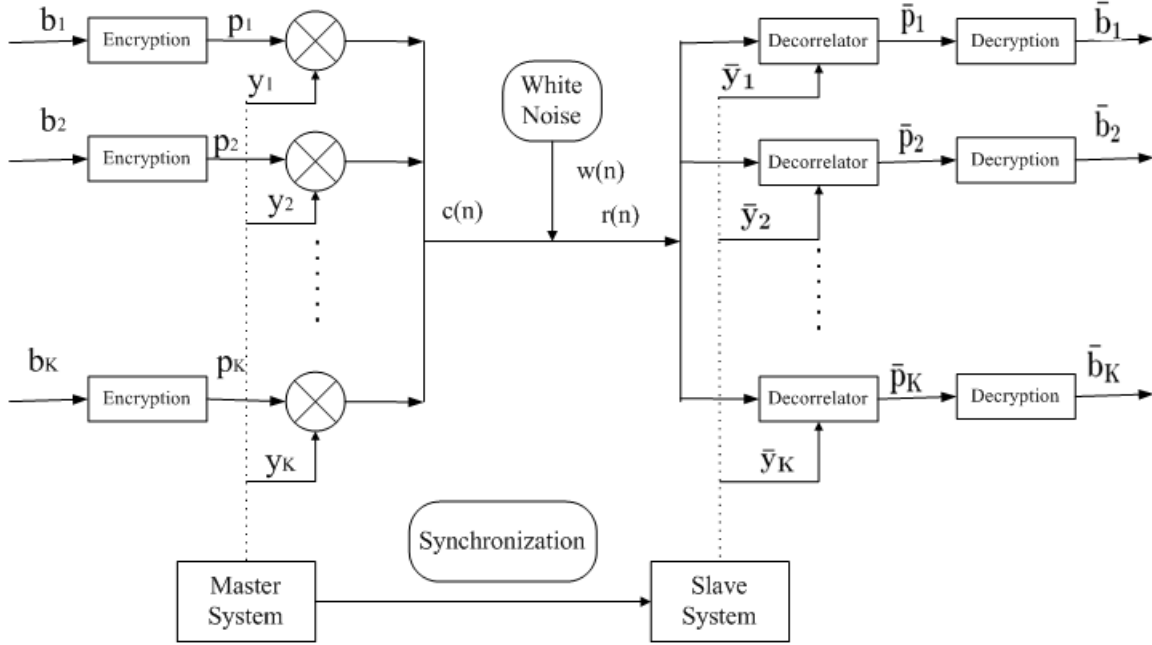 b₁
Encryption
p₁
y₁
b₂
Encryption
p₂
y₂
bK
Encryption
pK
yK
c(n)
White
Noise
w(n)
r(n)
Decorrelator
p̄₁
Decryption
b̄₁
ȳ₁
Decorrelator
p̄₂
Decryption
b̄₂
ȳ₂
Decorrelator
p̄K
Decryption
b̄K
ȳK
Synchronization
Master
System
Slave
System